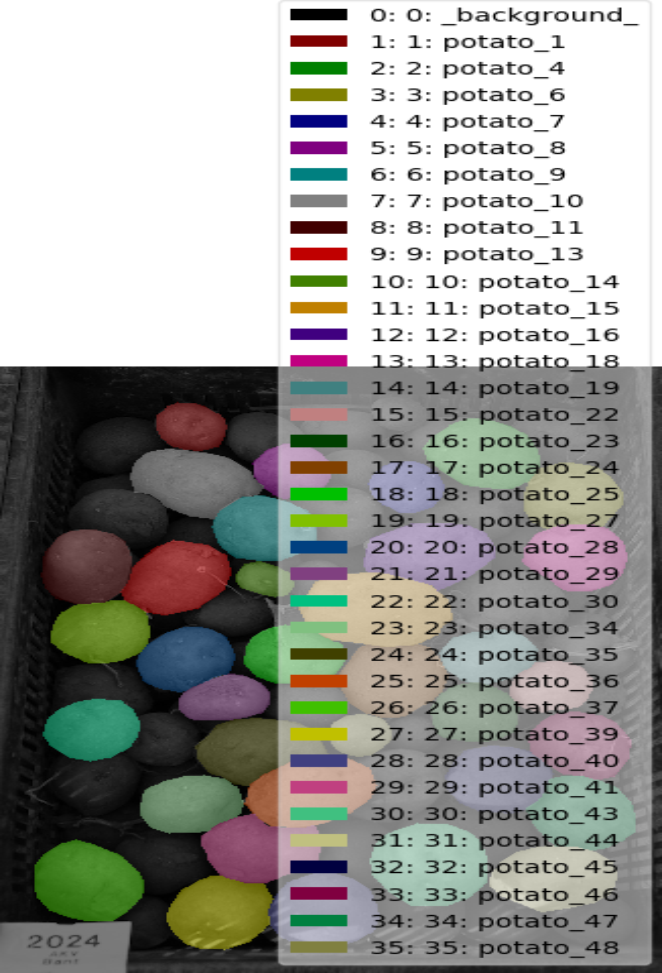 0: 0: _background_
1: 1: potato_1
2: 2: potato_4
3: 3: potato_6
4: 4: potato_7
5: 5: potato_8
6: 6: potato_9
7: 7: potato_10
8: 8: potato_11
9: 9: potato_13
10: 10: potato_14
11: 11: potato_15
12: 12: potato_16
13: 13: potato_18
14: 14: potato_19
15: 15: potato_22
16: 16: potato_23
17: 17: potato_24
18: 18: potato_25
19: 19: potato_27
20: 20: potato_28
21: 21: potato_29
22: 22: potato_30
23: 23: potato_34
24: 24: potato_35
25: 25: potato_36
26: 26: potato_37
27: 27: potato_39
28: 28: potato_40
29: 29: potato_41
30: 30: potato_43
31: 31: potato_44
32: 32: potato_45
33: 33: potato_46
34: 34: potato_47
35: 35: potato_48
2024